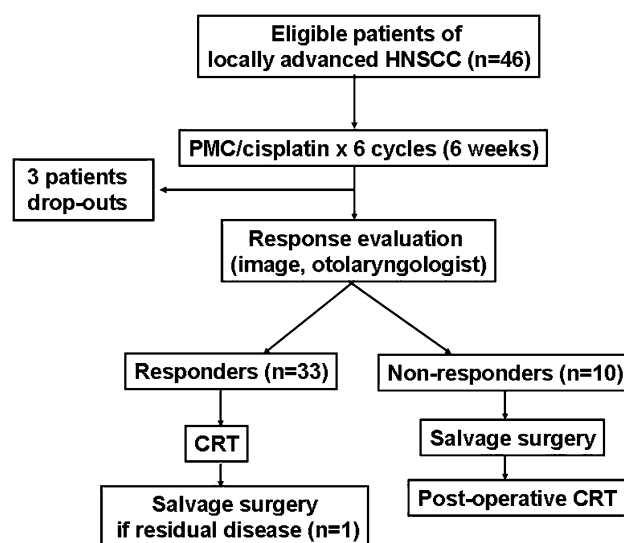 Eligible patients of
locally advanced HNSCC (n=46)
PMC/cisplatin x 6 cycles (6 weeks)
3 patients
drop-outs
Response evaluation
(image, otolaryngologist)
Responders (n=33)
Non-responders (n=10)
CRT
Salvage surgery
Salvage surgery
if residual disease (n=1)
Post-operative CRT